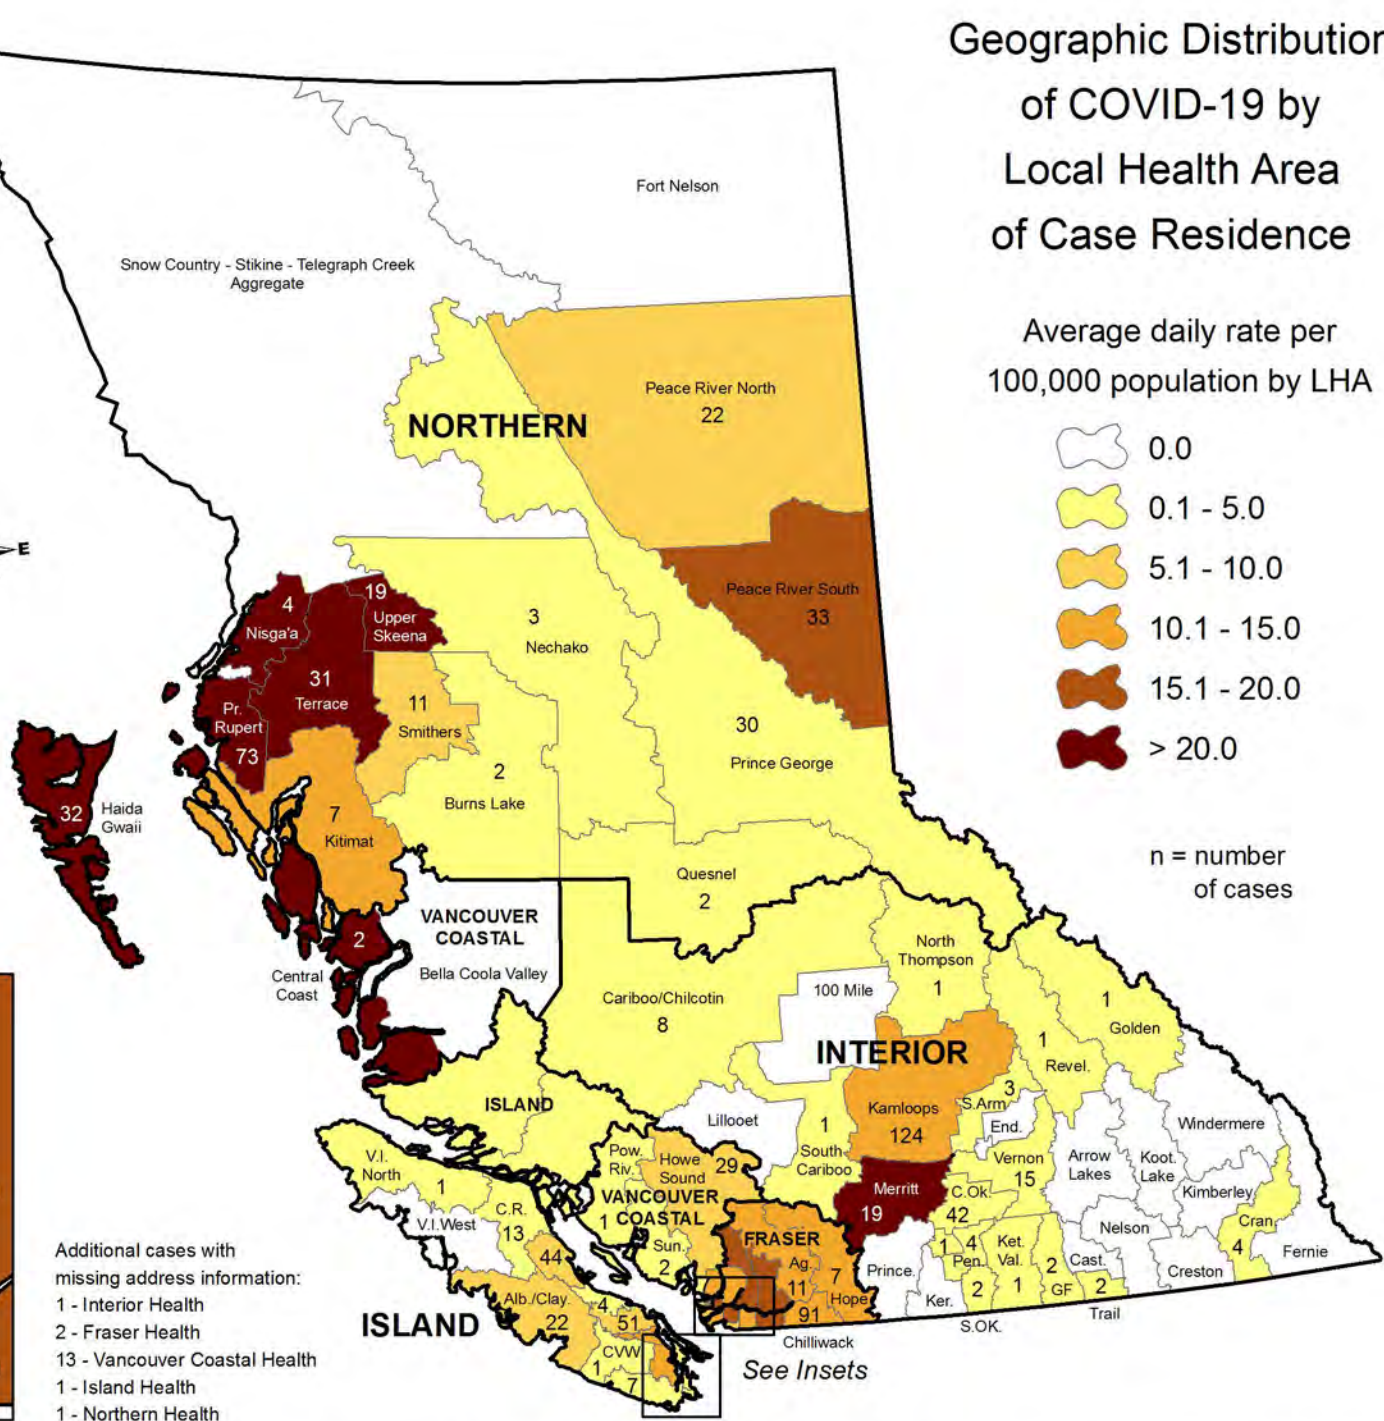 Geographic Distribution
of COVID-19 by
Local Health Area
of Case Residence
Average daily rate per
100,000 population by LHA
0.0
0.1 - 5.0
5.1 - 10.0
10.1 - 15.0
15.1 - 20.0
> 20.0
n = number
of cases
Fort Nelson
Snow Country - Stikine - Telegraph Creek
Aggregate
Peace River North
22
NORTHERN
E
Peace River South
33
4
Nisga'a
19
Upper
Skeena
3
Nechako
31
Terrace
Pr.
Rupert
73
11
Smithers
30
Prince George
2
Burns Lake
32
Haida
Gwaii
7
Kitimat
Quesnel
2
VANCOUVER
COASTAL
Bella Coola Valley
2
Central
Coast
North
Thompson
1
100 Mile
Cariboo/Chilcotin
8
1
Golden
INTERIOR
1
Revel.
3
S.Arm
ISLAND
Kamloops
124
Lillooet
1
South
Cariboo
End.
Windermere
Vernon
15
Arrow
Lakes
Koot.
Lake
Kimberley
V.I.
North
1
Pow.
Riv.
Howe
Sound
29
Merritt
19
C.Ok.
42
VANCOUVER
COASTAL
1
C.R.
13
V.I.West
Nelson
Cran.
4
Fernie
FRASER
Sun.
2
44
Ag.
11
7
Hope
Prince.
1
4
Pen.
Ket.
Val.
1
2
GF
Cast.
2
Creston
7
91
Chilliwack
Ker.
2
S.OK.
Trail
Alb./Clay.
22
4
51
ISLAND
CVW
1
7
See Insets
Additional cases with
missing address information:
1 - Interior Health
2 - Fraser Health
13 - Vancouver Coastal Health
1 - Island Health
1 - Northern Health